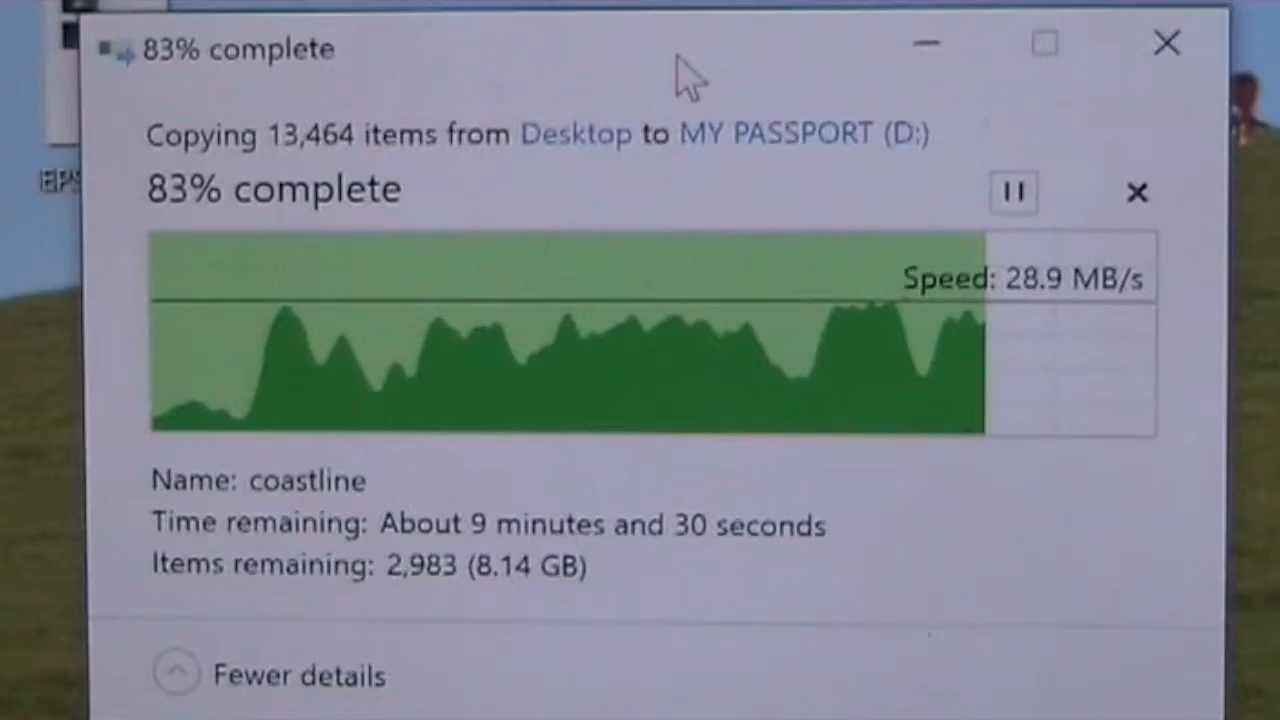 83% complete
Copying 13,464 items from Desktop to MY PASSPORT (D:)
83% complete
Speed: 28.9 MB/s
Name: coastline
Time remaining: About 9 minutes and 30 seconds
Items remaining: 2,983 (8.14 GB)
Fewer details